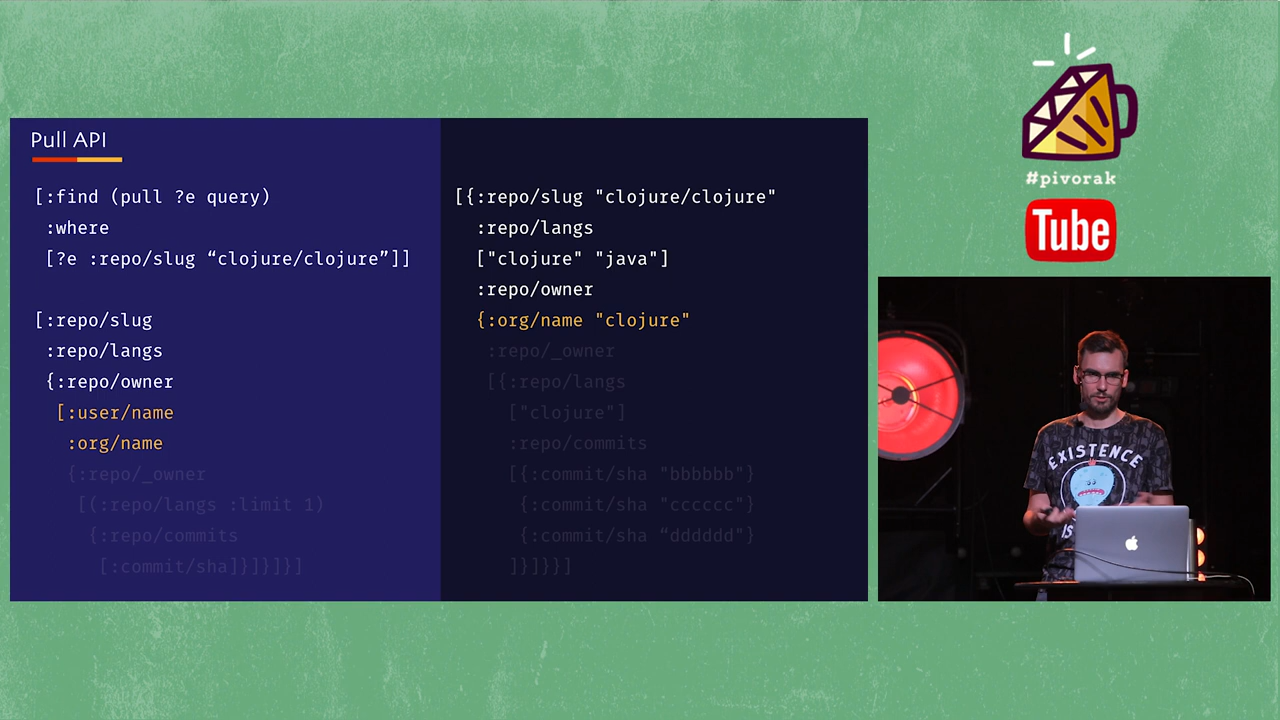 Pull API
[:find (pull ?e query)
:where
[?e :repo/slug “clojure/clojure”]]
[:repo/slug
:repo/langs
{:repo/owner
[:user/name
:org/name
{:repo/_owner
[(:repo/langs :limit 1)
{:repo/commits
[:commit/sha]}]}]}]
[{:repo/slug "clojure/clojure"
:repo/langs
["clojure" "java"]
:repo/owner
{:org/name "clojure"
:repo/_owner
[{:repo/langs
["clojure"]
:repo/commits
[{:commit/sha "bbbbbb"}
{:commit/sha "cccccc"}
{:commit/sha “dddddd"}
]}]}}]
#pivorak
Tube
EXISTENCE
IS